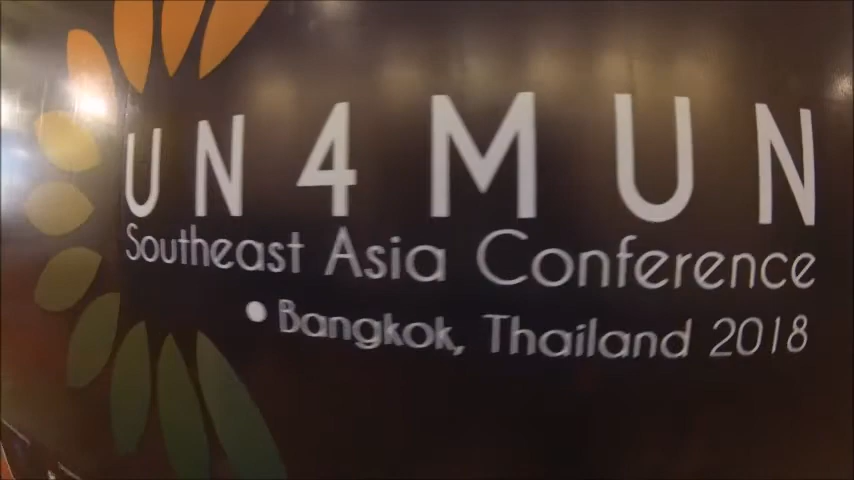 UN4MUN
Southeast Asia Conference
• Bangkok, Thailand 2018